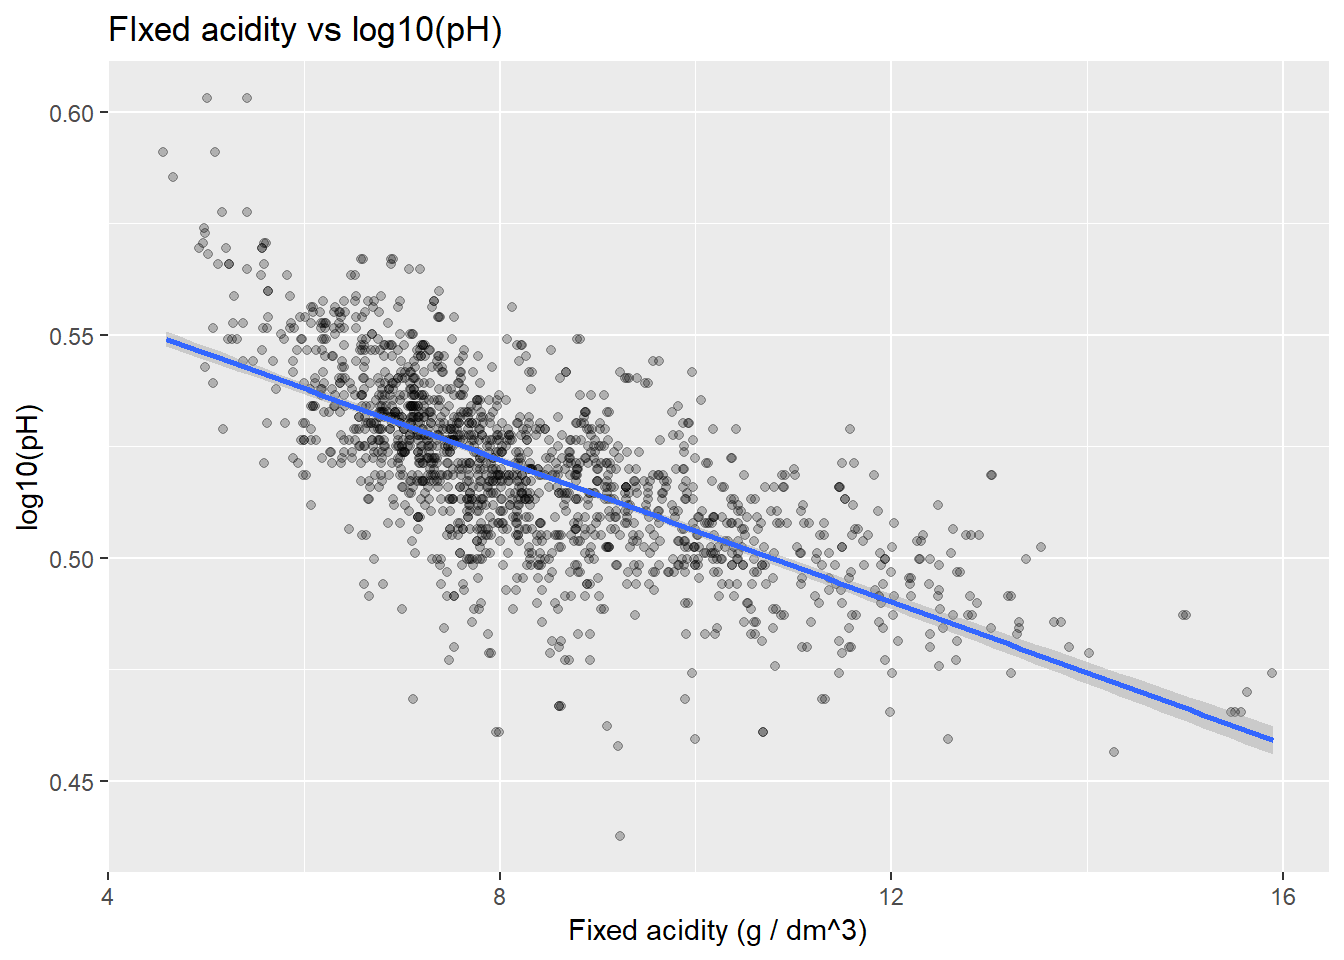 FIxed acidity vs log10(pH)
0.60
0.55
0.50
0.45
log10(pH)
4 8 12 16
Fixed acidity (g / dm^3)